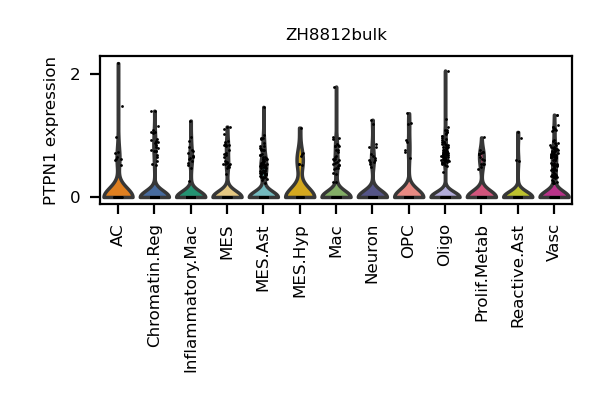 ZH8812bulk
PTPN1 expression
2
0
AC
Chromatin.Reg
Inflammatory.Mac
MES
MES.Ast
MES.Hyp
Mac
Neuron
OPC
Oligo
Prolif.Metab
Reactive.Ast
Vasc